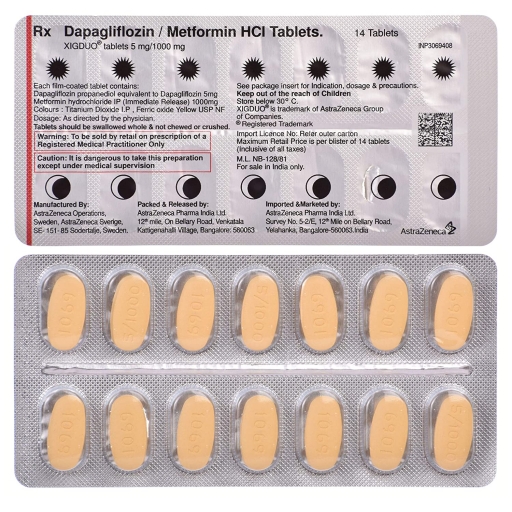 Rx Dapagliflozin / Metformin HCl Tablets. 14 Tablets
XIGDUO® tablets 5 mg/1000 mg INP3069408
Each film-coated tablet contains:
Dapagliflozin propanediol equivalent to Dapagliflozin 5mg
Metformin hydrochloride IP (Immediate Release) 1000mg
Colours : Titanium Dioxide I.P., Ferric oxide Yellow USP NF
Dosage: As directed by the physician.
Tablets should be swallowed whole & not chewed or crushed.
Warning: To be sold by retail on prescription of a
Registered Medical Practitioner Only
Caution: It is dangerous to take this preparation
except under medical supervision
See package insert for Indication, dosage & precautions.
Keep out of the reach of Children
Store below 30° C.
XIGDUO® is trademark of AstraZeneca Group
of Companies.
® Registered Trademark
Import Licence No: Refer outer carton
Maximum Retail Price is per blister of 14 tablets
(Inclusive of all taxes)
M.L. NB-128/81
For sale in India only.
Manufactured By:
AstraZeneca Operations,
Sweden, AstraZeneca Sverige,
SE- 151- 85 Sodertalje, Sweden,
Packed & Released by:
AstraZeneca Pharma India Ltd.
12th mile, On Bellary Road, Venkatala
Kattigenahalli Village, Bangalore- 560063
Imported &Marketed by:
AstraZeneca Pharma India Ltd.
Survey No. 5-2/E, 12th Mile on Bellary Road,
Yelahanka, Bangalore-560063.India
AstraZeneca